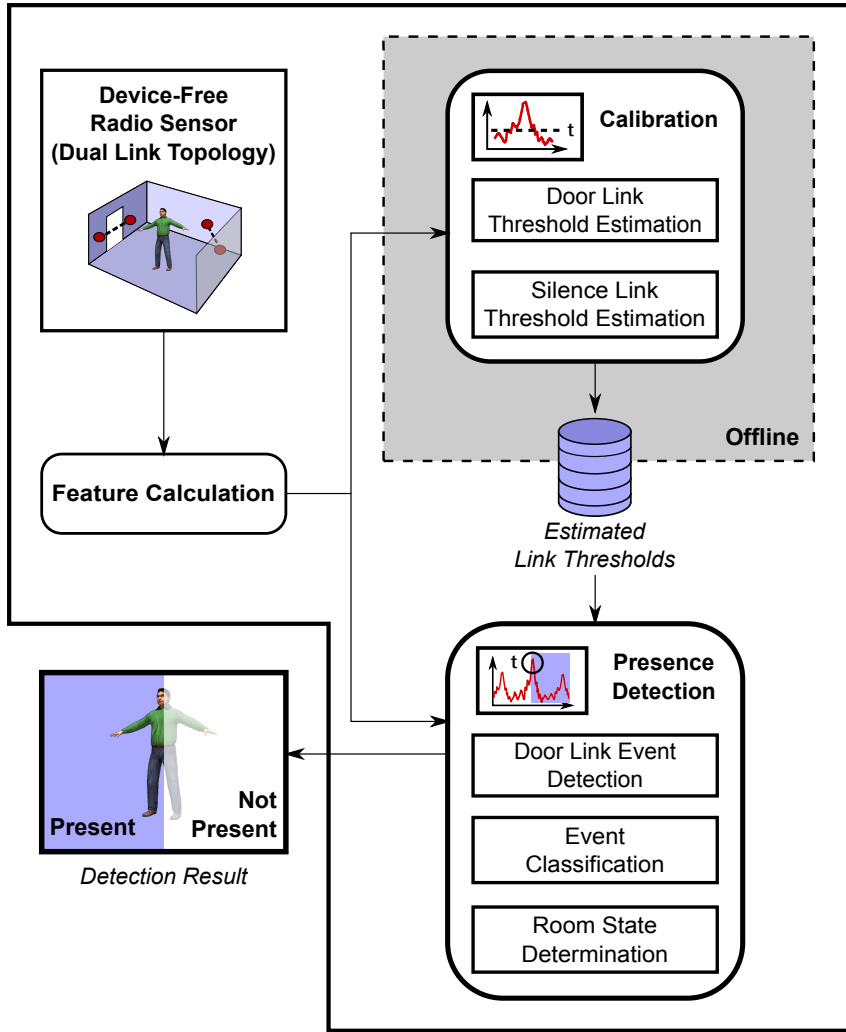 Device-Free
Radio Sensor
(Dual Link Topology)
Feature Calculation
t
Calibration
Door Link
Threshold Estimation
Silence Link
Threshold Estimation
Offline
Estimated
Link Thresholds
t
Presence
Detection
Door Link Event
Detection
Event
Classification
Room State
Determination
Present
Not
Present
Detection Result